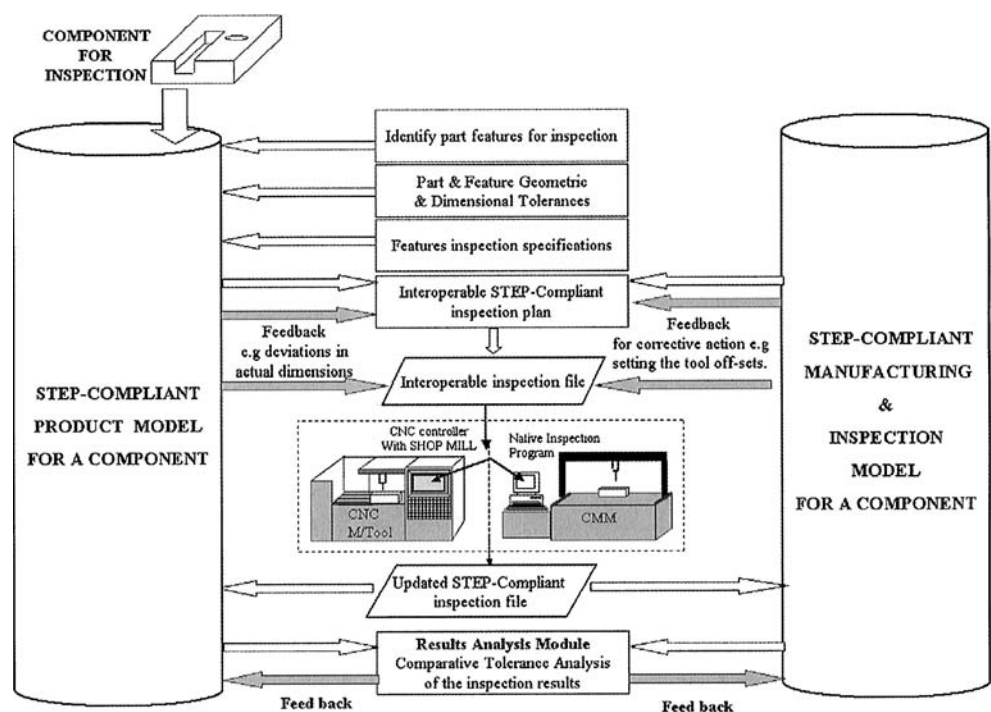 COMPONENT
FOR
INSPECTION
Identify part features for inspection
Part & Feature Geometric
& Dimensional Tolerances
Features inspection specifications
Interoperable STEP-Compliant
inspection plan
Feedback
e.g deviations in
actual dimensions
Feedback
for corrective action e.g
setting the tool off-sets.
Interoperable inspection file
STEP-COMPLIANT
PRODUCT MODEL
FOR A COMPONENT
STEP-COMPLIANT
MANUFACTURING
&
INSPECTION
MODEL
FOR A COMPONENT
CNC controller
With SHOP MILL
Native Inspection
Program
CNC
M/Tool
CMM
Updated STEP-Compliant
inspection file
Results Analysis Module
Comparative Tolerance Analysis
of the inspection results
Feed back
Feed back